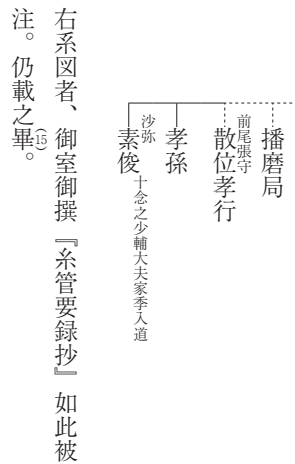 播磨局
前尾張守
散位孝行
孝孫
沙弥
素俊 十念之少輔大夫家季入道
右系図者、御室御撰『糸管要録抄』如此被
注。仍載之畢(15)。